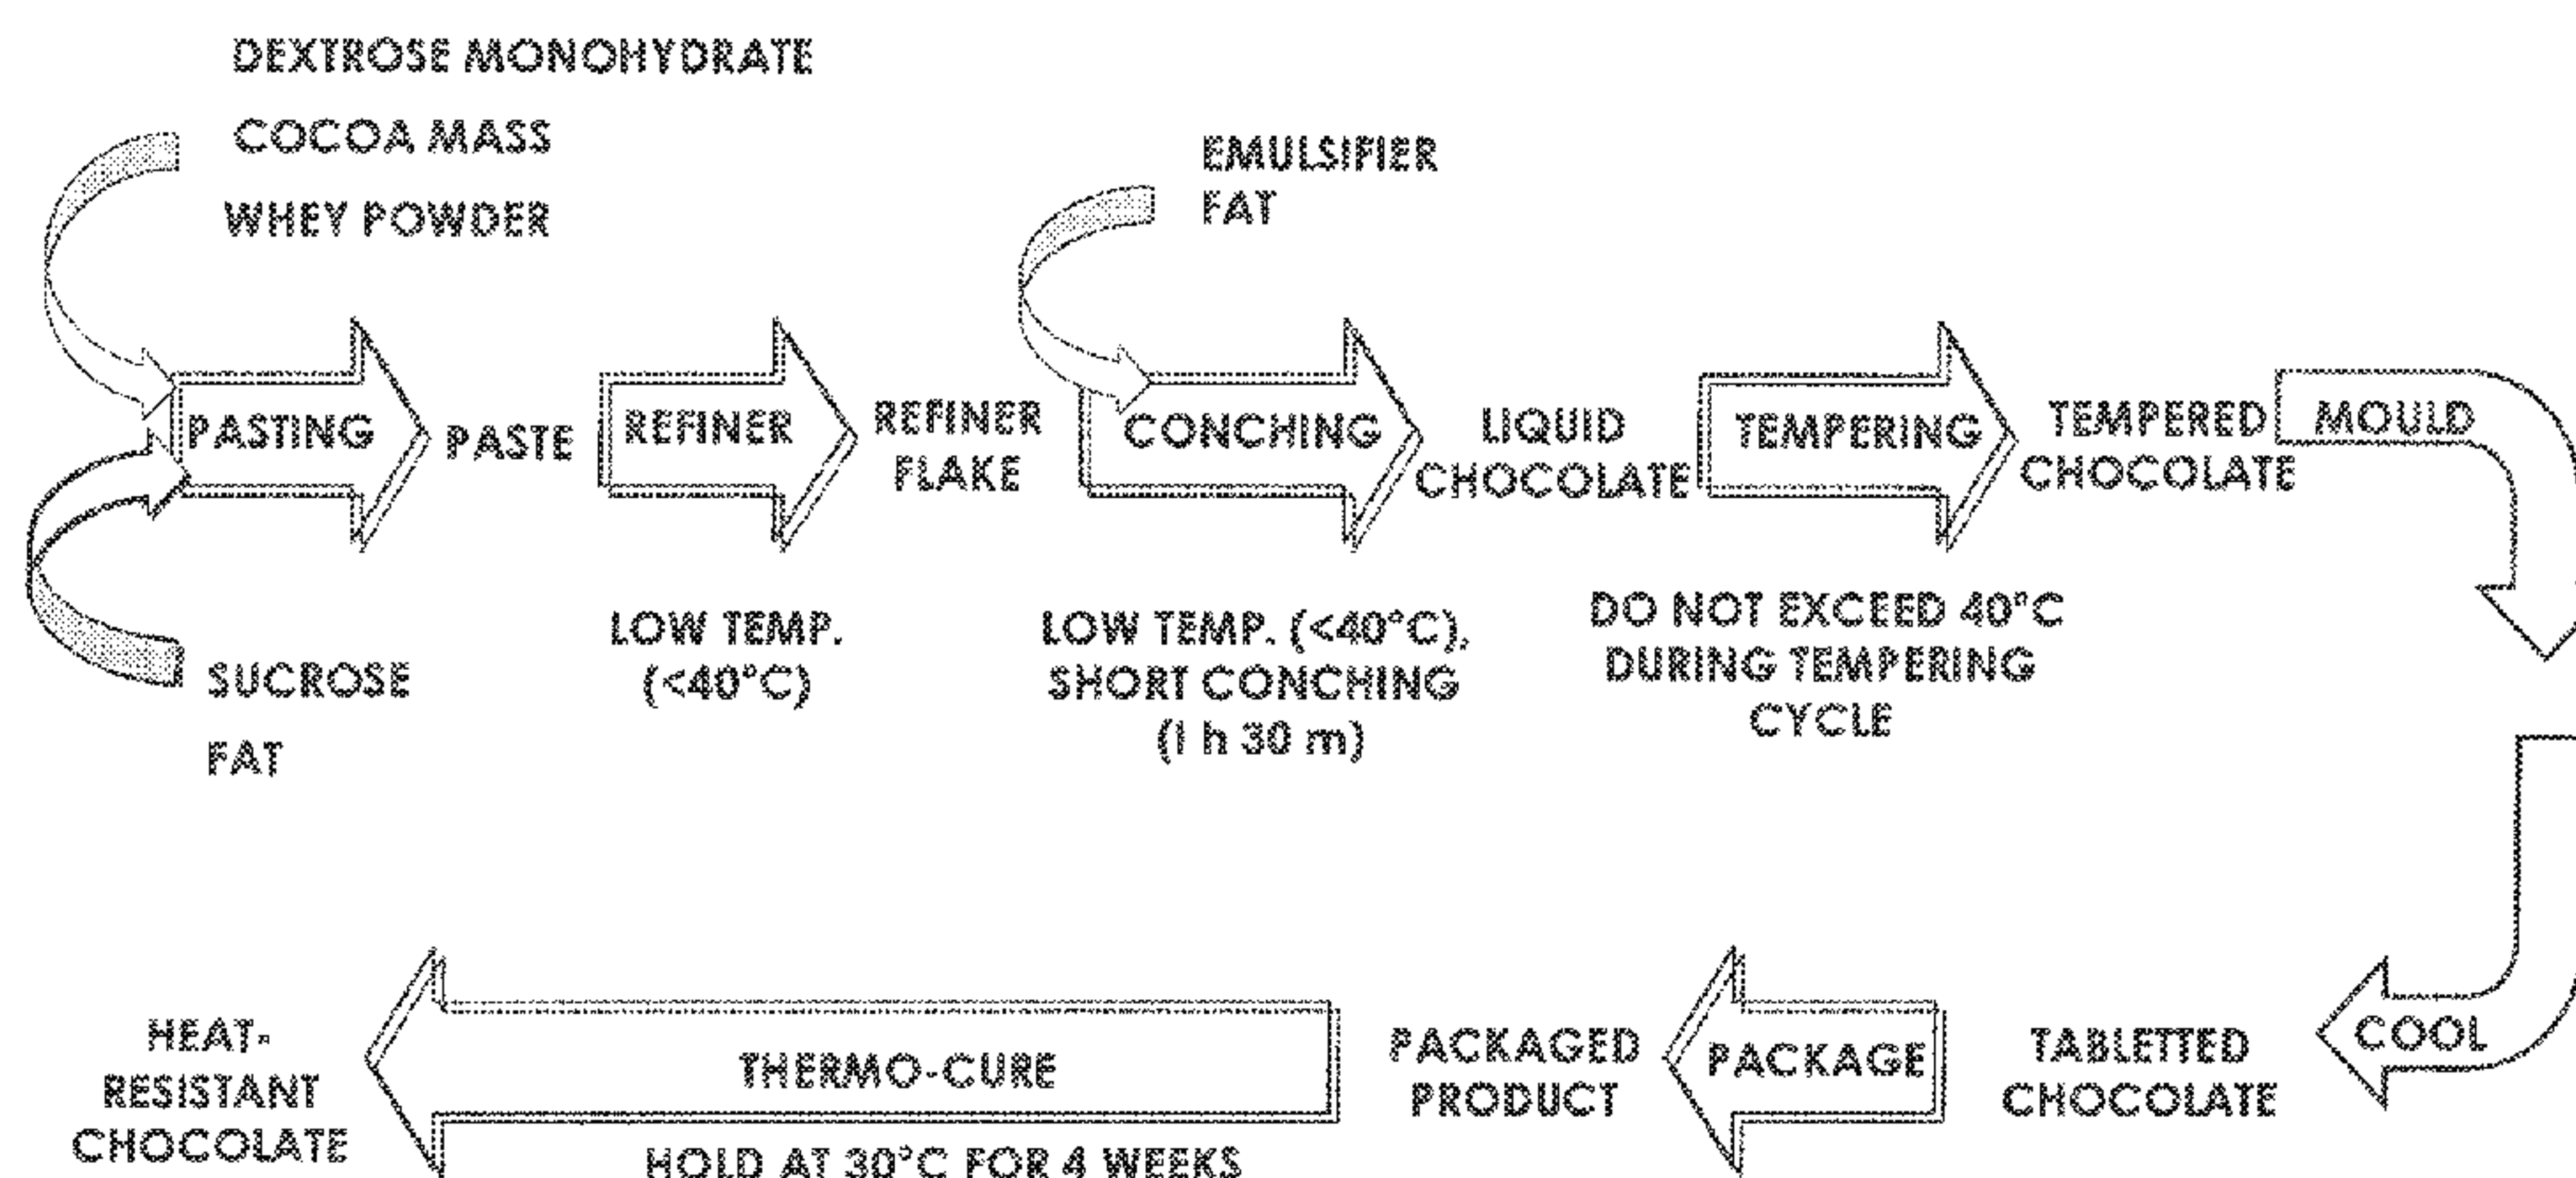 DEXTROSE MONOHYDRATE
COCOA MASS
WHEY POWDER
EMULSIFIER
FAT
PASTING
PASTE
REFINER
REFINER
FLAKE
CONCHING
LIQUID
CHOCOLATE
TEMPERING
TEMPERED
CHOCOLATE
MOULD
SUCROSE
FAT
LOW TEMP.
(<40°C)
LOW TEMP. (<40°C),
SHORT CONCHING
(1 h 30 m)
DO NOT EXCEED 40°C
DURING TEMPERING
CYCLE
COOL
TABLETTED
CHOCOLATE
PACKAGE
PACKAGED
PRODUCT
THERMO-CURE
HOLD AT 30°C FOR 4 WEEKS
HEAT-
RESISTANT
CHOCOLATE